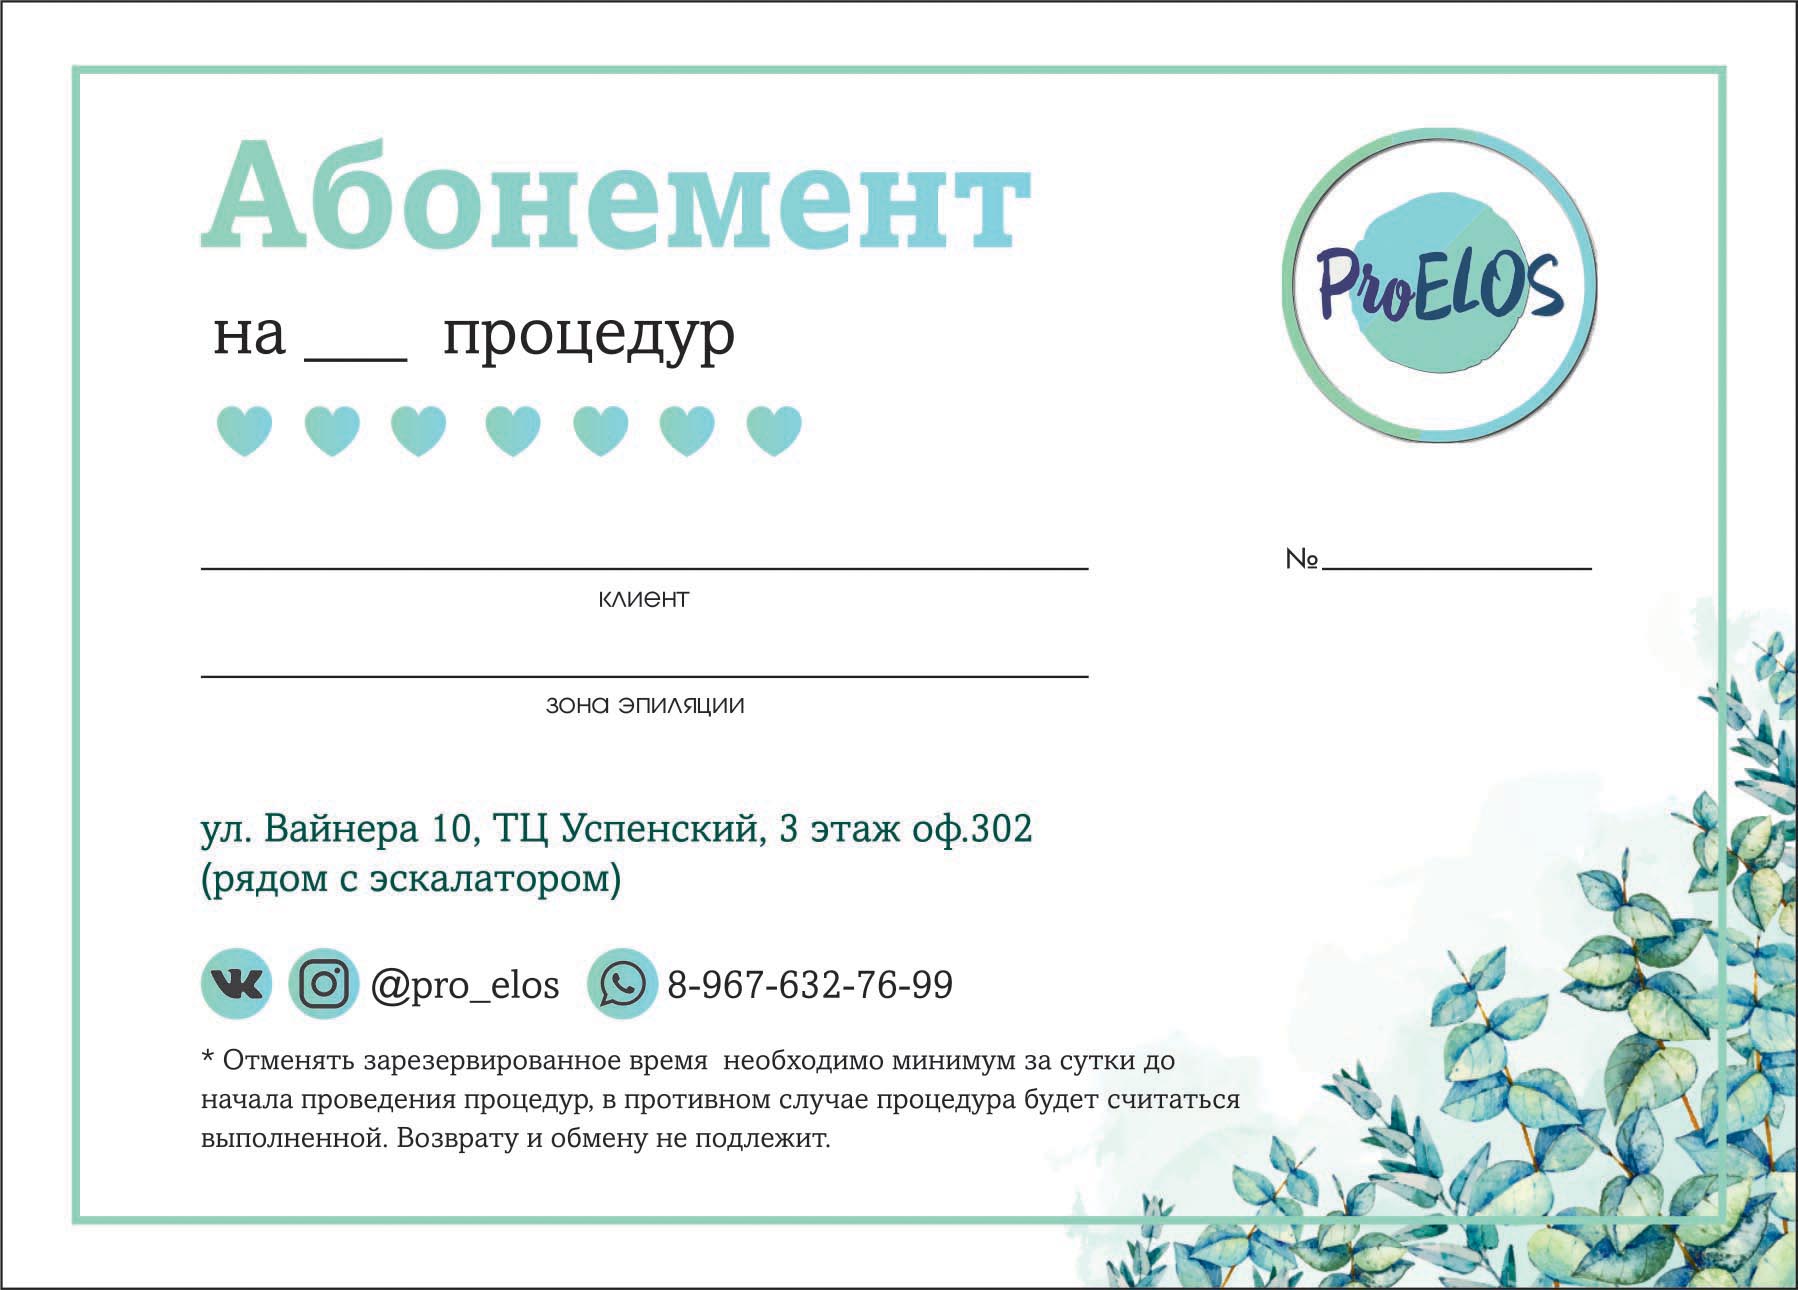 Абонемент
ProELOS
на ___ процедур
№
клиент
зона эпиляции
ул. Вайнера 10, ТЦ Успенский, 3 этаж оф.302
(рядом с эскалатором)
@pro_elos 8-967-632-76-99
* Отменять зарезервированное время необходимо минимум за сутки до
начала проведения процедур, в противном случае процедура будет считаться
выполненной. Возврату и обмену не подлежит.